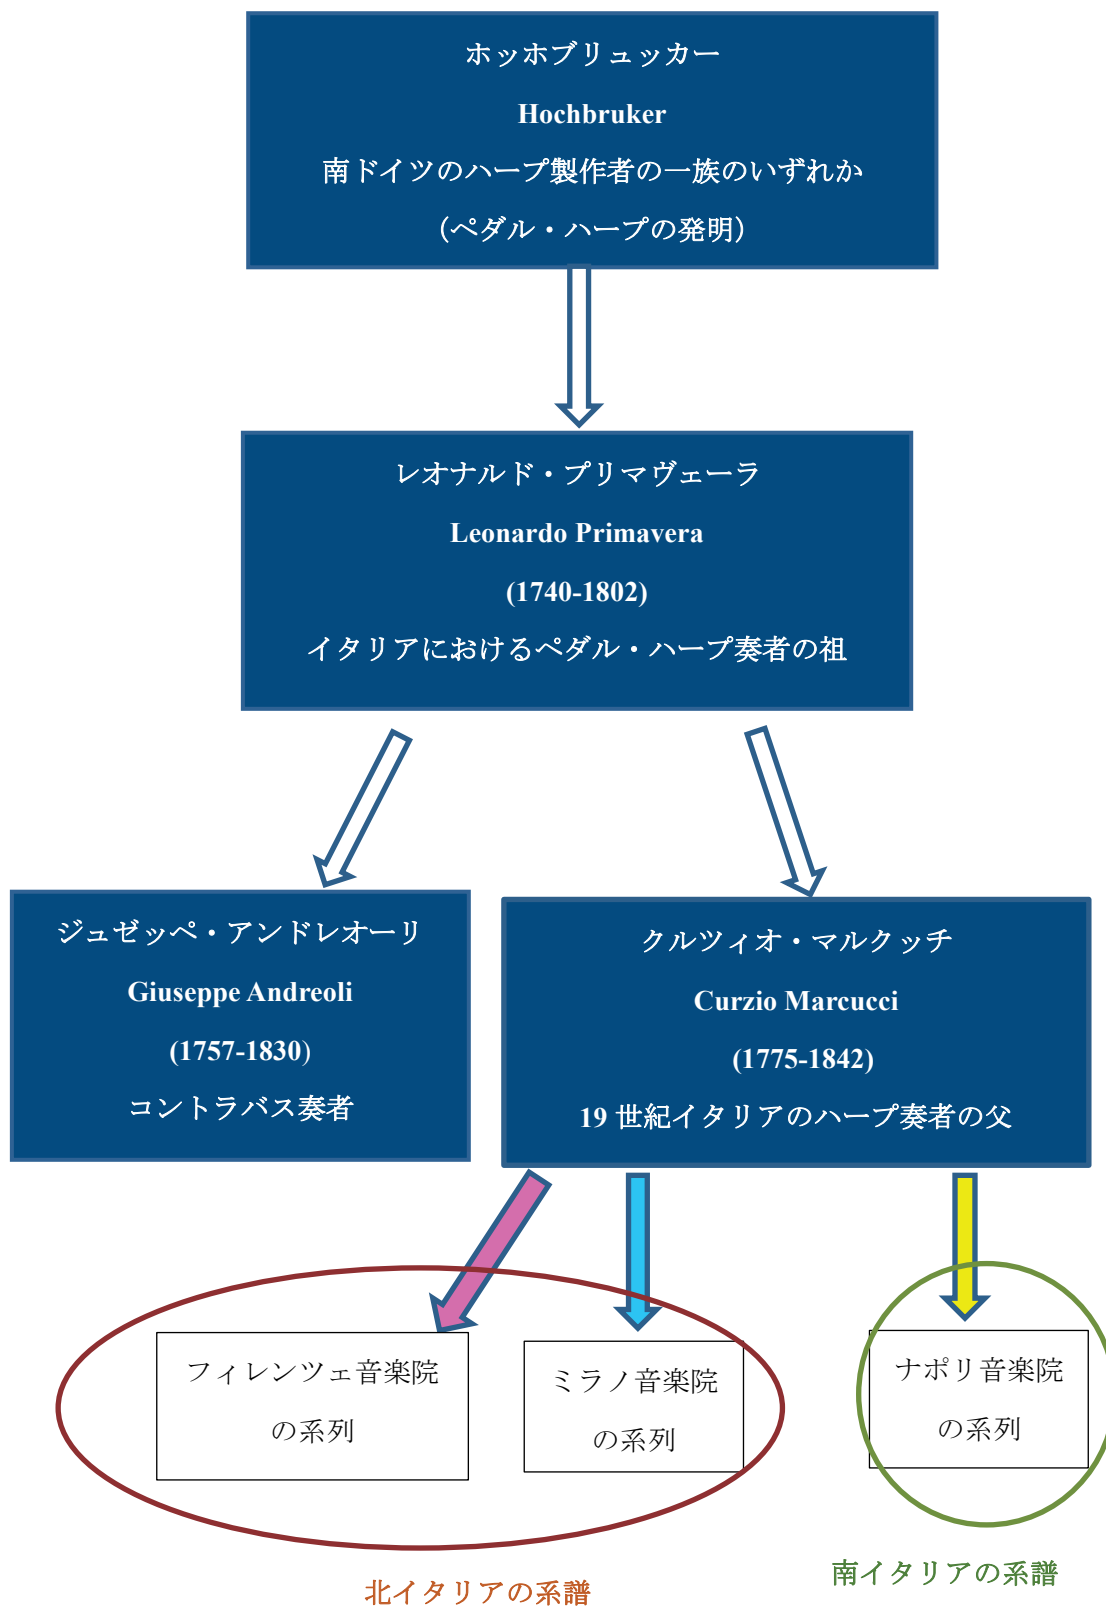 ホッホブリュッカー
Hochbruker
南ドイツのハープ製作者の一族のいずれか
（ペダル・ハープの発明）
レオナルド・プリマヴェーラ
Leonardo Primavera
(1740-1802)
イタリアにおけるペダル・ハープ奏者の祖
ジュゼッペ・アンドレオーリ
Giuseppe Andreoli
(1757-1830)
コントラバス奏者
クルツィオ・マルクッチ
Curzio Marcucci
(1775-1842)
19 世紀イタリアのハープ奏者の父
フィレンツェ音楽院
の系列
ミラノ音楽院
の系列
ナポリ音楽院
の系列
北イタリアの系譜
南イタリアの系譜